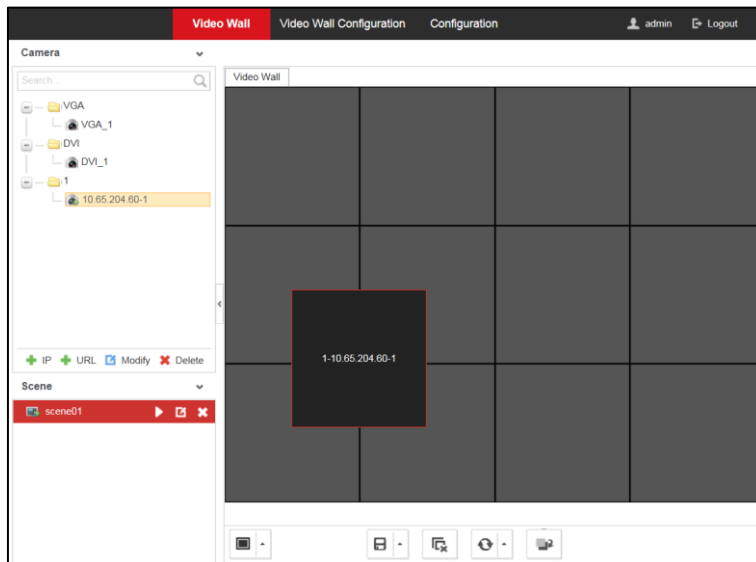 Video Wall Video Wall Configuration Configuration admin Logout
Camera
Search...
VGA
VGA_1
DVI
DVI_1
1
10.65.204.60-1
IP URL Modify Delete
Scene
scene01
Video Wall
1-10.65.204.60-1